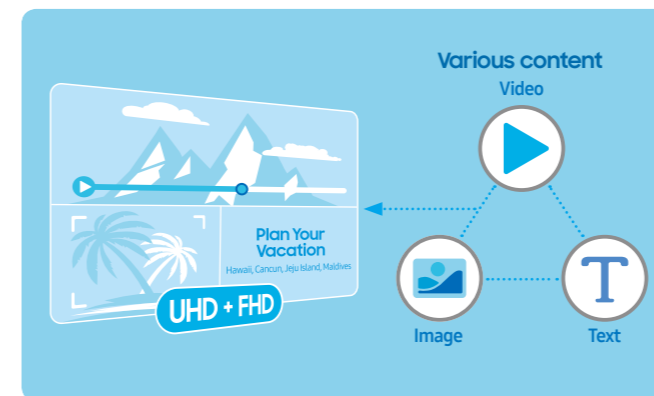 Various content
Video
Plan Your
Vacation
Hawaii, Cancun, Jeju Island, Maldives
UHD + FHD
T
Image
Text